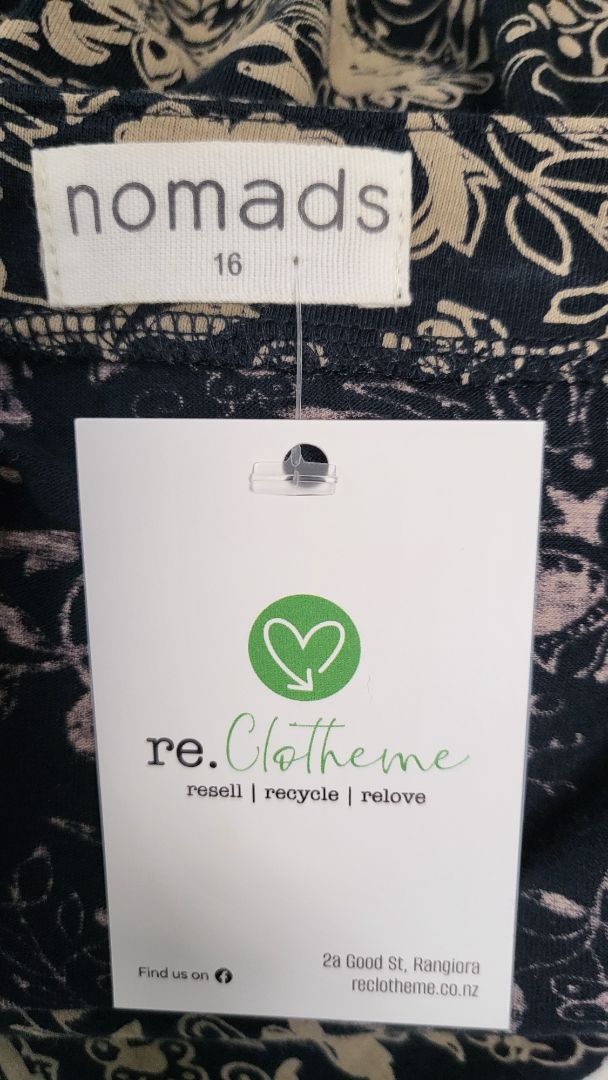 nomads
16
re.Clotheme
resell | recycle | relove
Find us on
2a Good St, Rangiora
reclotheme.co.nz